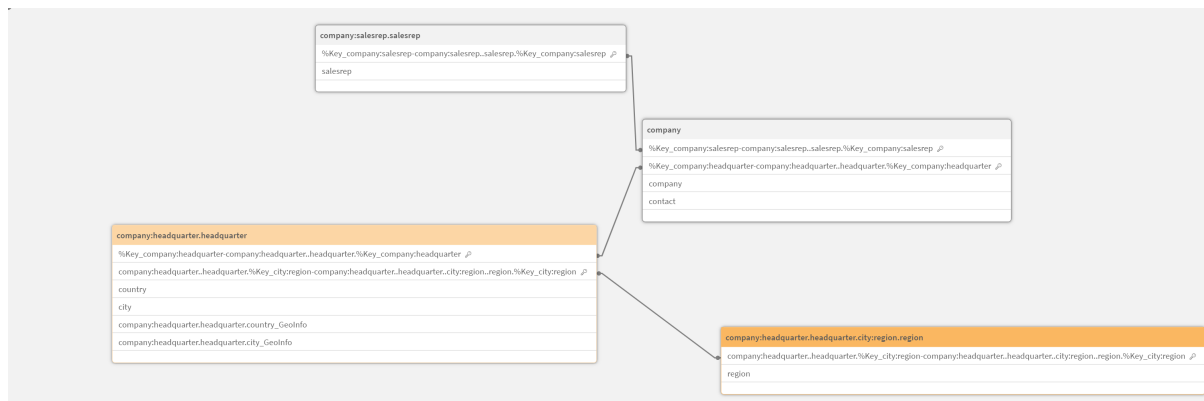 company:salesrep.salesrep
%Key_company:salesrep-company:salesrep..salesrep.%Key_company:salesrep
salesrep
company
%Key_company:salesrep-company:salesrep..salesrep.%Key_company:salesrep
%Key_company:headquarter-company:headquarter..headquarter.%Key_company:headquarter
company
contact
company:headquarter.headquarter
%Key_company:headquarter-company:headquarter..headquarter.%Key_company:headquarter
company:headquarter..headquarter.%Key_city:region-company:headquarter..headquarter..city:region..region.%Key_city:region
country
city
company:headquarter.headquarter.country_GeoInfo
company:headquarter.headquarter.city_GeoInfo
company:headquarter.headquarter.city:region.region
company:headquarter..headquarter.%Key_city:region-company:headquarter..headquarter..city:region..region.%Key_city:region
region